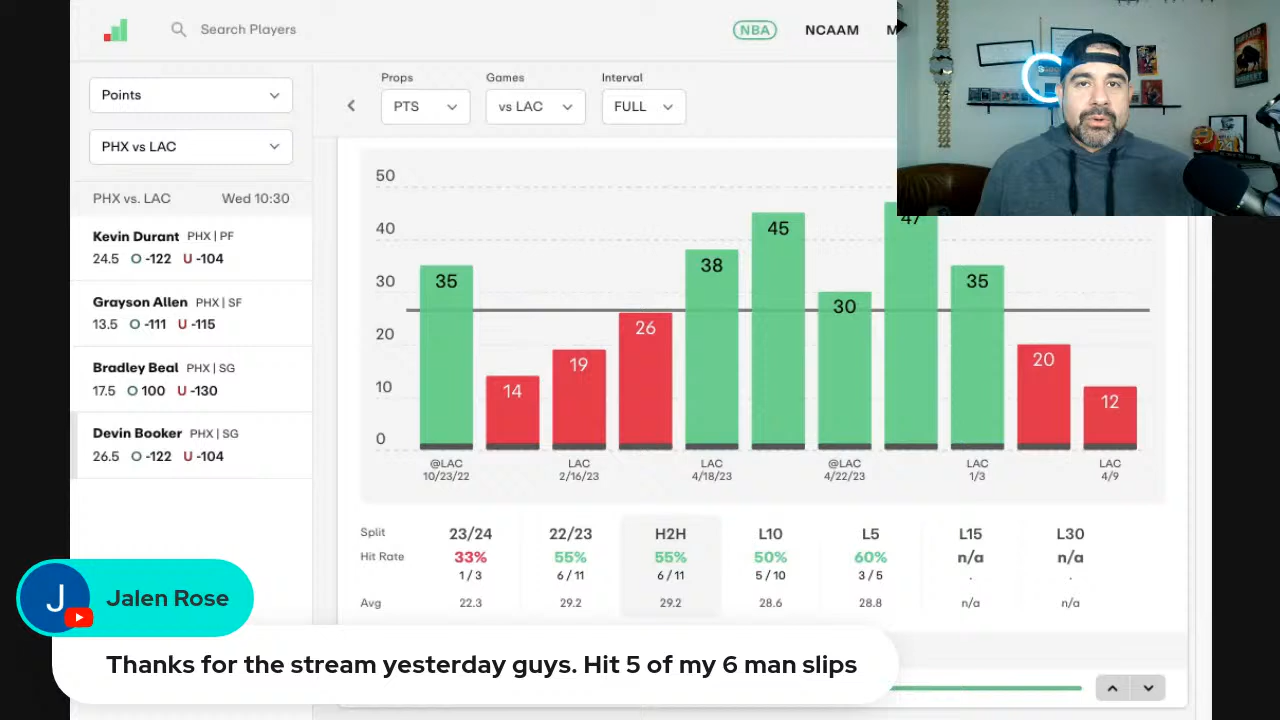 Search Players
NBA
NCAAM
M
Points
PHX vs LAC
PHX vs. LAC Wed 10:30
Kevin Durant PHX | PF
24.5 O -122 U -104
Grayson Allen PHX | SF
13.5 O -111 U -115
Bradley Beal PHX | SG
17.5 O 100 U -130
Devin Booker PHX | SG
26.5 O -122 U -104
Props Games Interval
PTS vs LAC FULL
50
40
30
20
10
0
35
14
19
26
38
45
30
47
35
20
12
@LAC LAC LAC @LAC LAC LAC
10/23/22 2/16/23 4/18/23 4/22/23 1/3 4/9
Split 23/24 22/23 H2H L10 L5 L15 L30
Hit Rate 33% 55% 55% 50% 60% n/a n/a
1 / 3 6 / 11 6 / 11 5 / 10 3 / 5 . .
Avg 22.3 29.2 29.2 28.6 28.8 n/a n/a
J
Jalen Rose
Thanks for the stream yesterday guys. Hit 5 of my 6 man slips